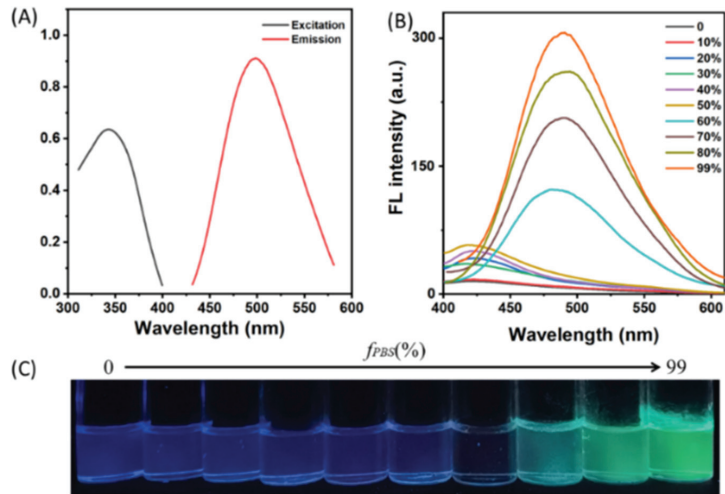 (A)
Excitation
Emission
1.0
0.8
0.6
0.4
0.2
0.0
300 350 400 450 500 550 600
Wavelength (nm)
(B)
FL intensity (a.u.)
300
150
0
400 450 500 550 600
Wavelength (nm)
0
10%
20%
30%
40%
50%
60%
70%
80%
99%
(C)
fPBS(%)
0 99